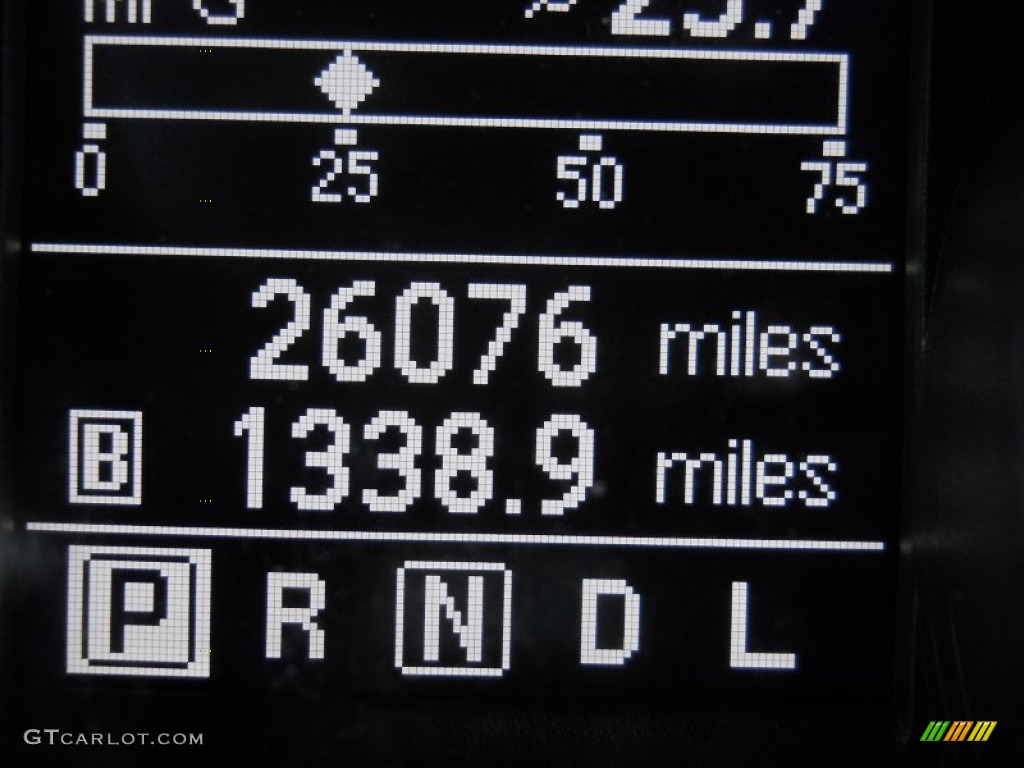 0 25 50 75
26076 miles
B 1338.9 miles
P R N D L
GTCARLOT.COM